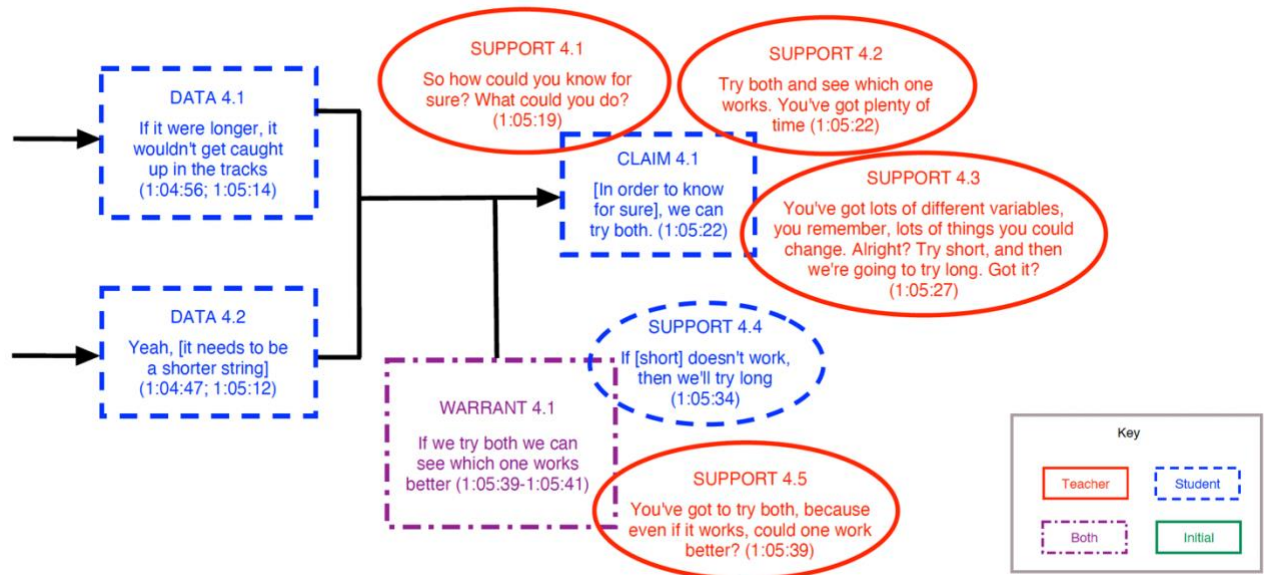 DATA 4.1
If it were longer, it
wouldn't get caught
up in the tracks
(1:04:56; 1:05:14)
DATA 4.2
Yeah, [it needs to be
a shorter string]
(1:04:47; 1:05:12)
SUPPORT 4.1
So how could you know for
sure? What could you do?
(1:05:19)
SUPPORT 4.2
Try both and see which one
works. You've got plenty of
time (1:05:22)
CLAIM 4.1
[In order to know
for sure], we can
try both. (1:05:22)
SUPPORT 4.3
You've got lots of different variables,
you remember, lots of things you could
change. Alright? Try short, and then
we're going to try long. Got it?
(1:05:27)
SUPPORT 4.4
If [short] doesn't work,
then we'll try long
(1:05:34)
WARRANT 4.1
If we try both we can
see which one works
better (1:05:39-1:05:41)
SUPPORT 4.5
You've got to try both, because
even if it works, could one work
better? (1:05:39)
Key
Teacher
Student
Both
Initial